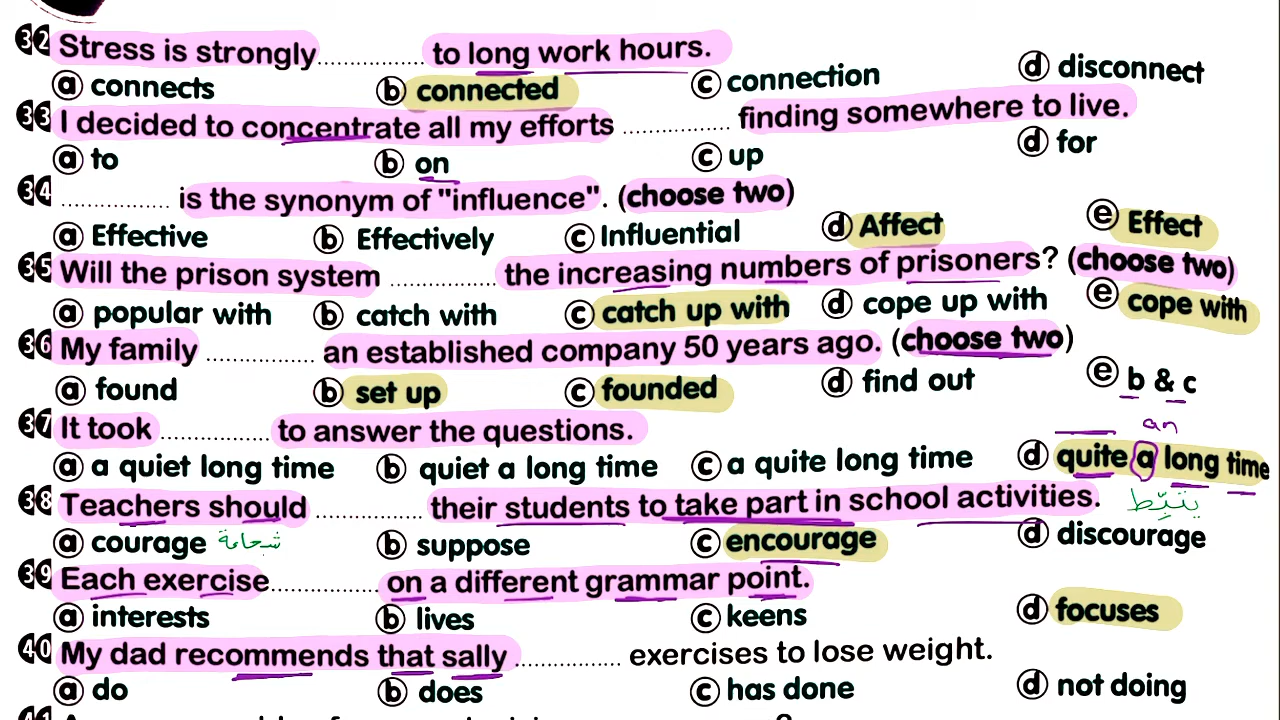 32 Stress is strongly................ to long work hours.
a connects b connected c connection d disconnect
33 I decided to concentrate all my efforts ................ finding somewhere to live.
a to b on c up d for
34 ................ is the synonym of "influence". (choose two)
a Effective b Effectively c Influential d Affect e Effect
35 Will the prison system ................ the increasing numbers of prisoners? (choose two)
a popular with b catch with c catch up with d cope up with e cope with
36 My family ................ an established company 50 years ago. (choose two)
a found b set up c founded d find out e b & c
37 It took ................ to answer the questions.
an
a a quiet long time b quiet a long time c a quite long time d quite a long time
38 Teachers should ................ their students to take part in school activities.
a courage شجاعة b suppose c encourage d discourage
39 Each exercise................ on a different grammar point.
a interests b lives c keens d focuses
40 My dad recommends that sally ................ exercises to lose weight.
a do b does c has done d not doing